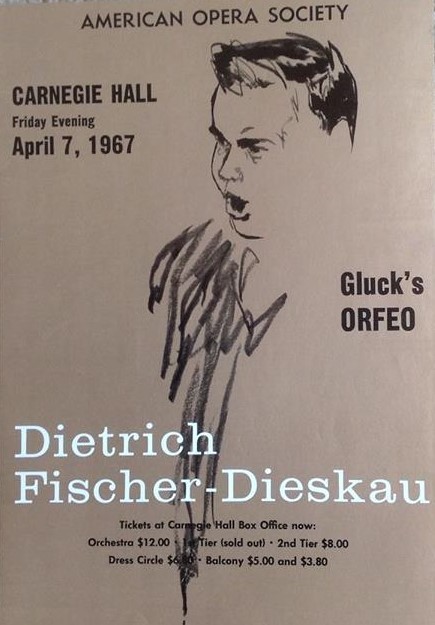 AMERICAN OPERA SOCIETY
CARNEGIE HALL
Friday Evening
April 7, 1967
Gluck's
ORFEO
Dietrich
Fischer-Dieskau
Tickets at Carnegie Hall Box Office now:
Orchestra $12.00 • 1st Tier (sold out) • 2nd Tier $8.00
Dress Circle $6.80 • Balcony $5.00 and $3.80